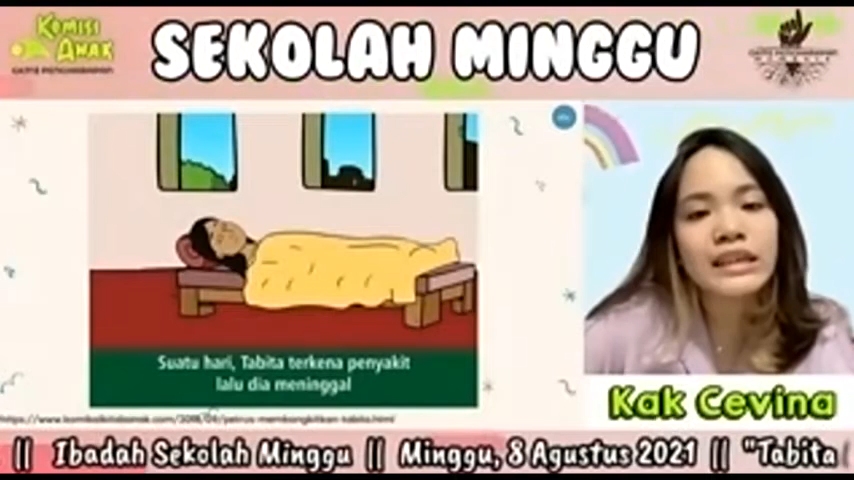 KOMISI
ANAK
SEKOLAH MINGGU
Suatu hari, Tabita terkena penyakit
lalu dia meninggal
Kak Cevina
|| Ibadah Sekolah Minggu || Minggu, 8 Agustus 2021 || "Tabita